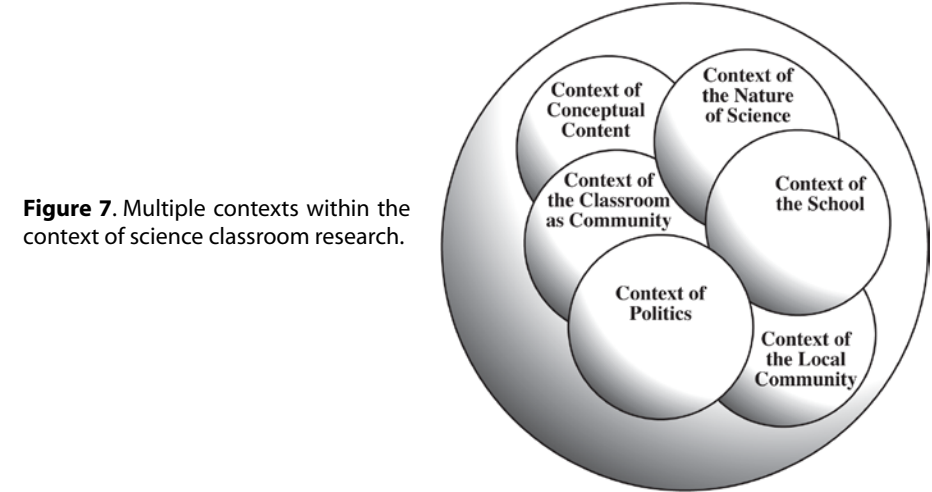 Figure 7. Multiple contexts within the
context of science classroom research.
Context of
Conceptual
Content
Context of
the Nature
of Science
Context of
the Classroom
as Community
Context of
the School
Context of
Politics
Context of
the Local
Community